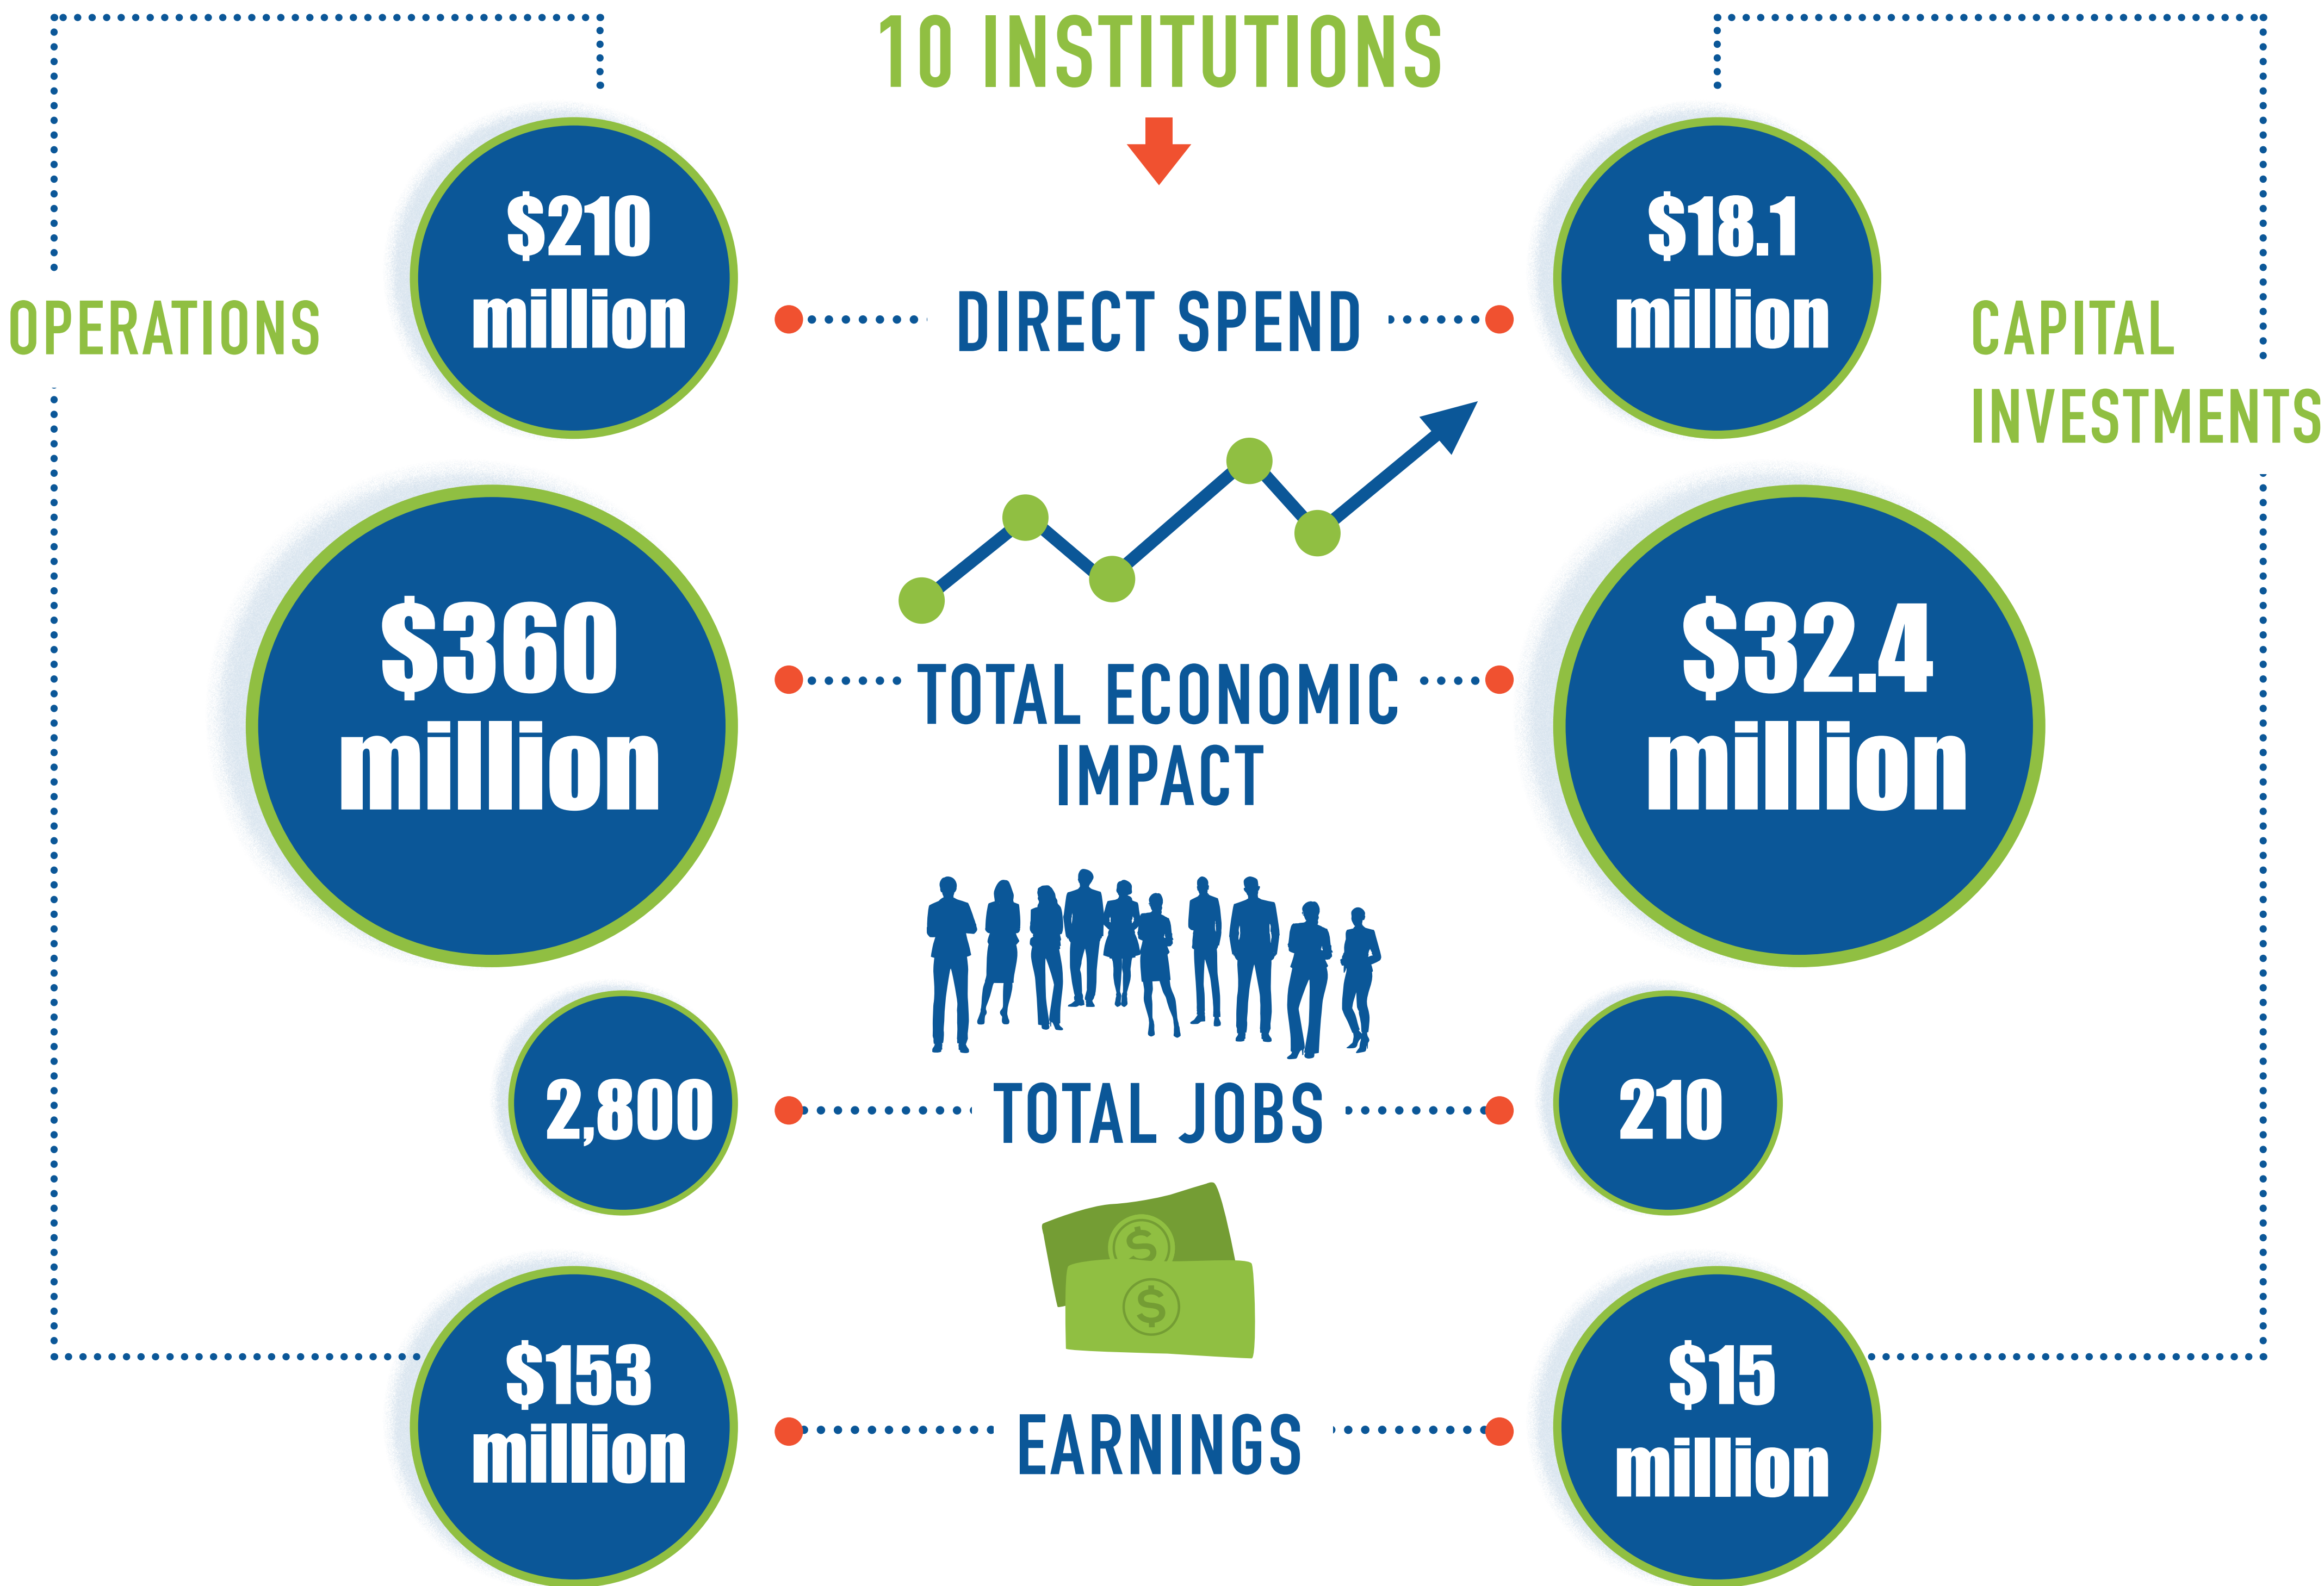 10 INSTITUTIONS
OPERATIONS
$210
million
DIRECT SPEND
$18.1
million
CAPITAL
INVESTMENTS
$360
million
TOTAL ECONOMIC
IMPACT
$32.4
million
2,800
TOTAL JOBS
210
$
$
$153
million
EARNINGS
$15
million